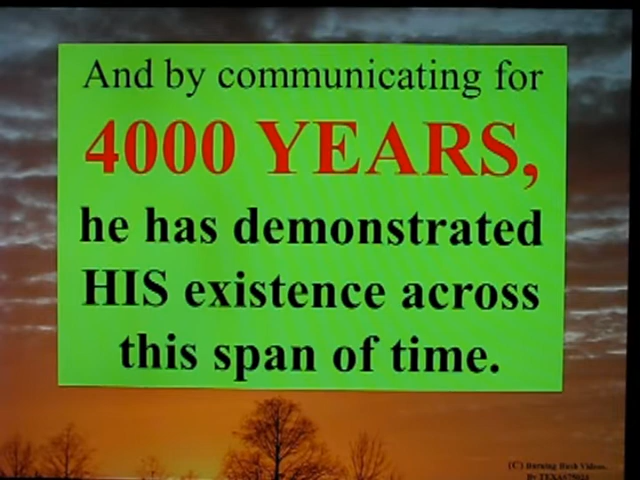 And by communicating for
4000 YEARS,
he has demonstrated
HIS existence across
this span of time.
(C) Burning Bush Videos.